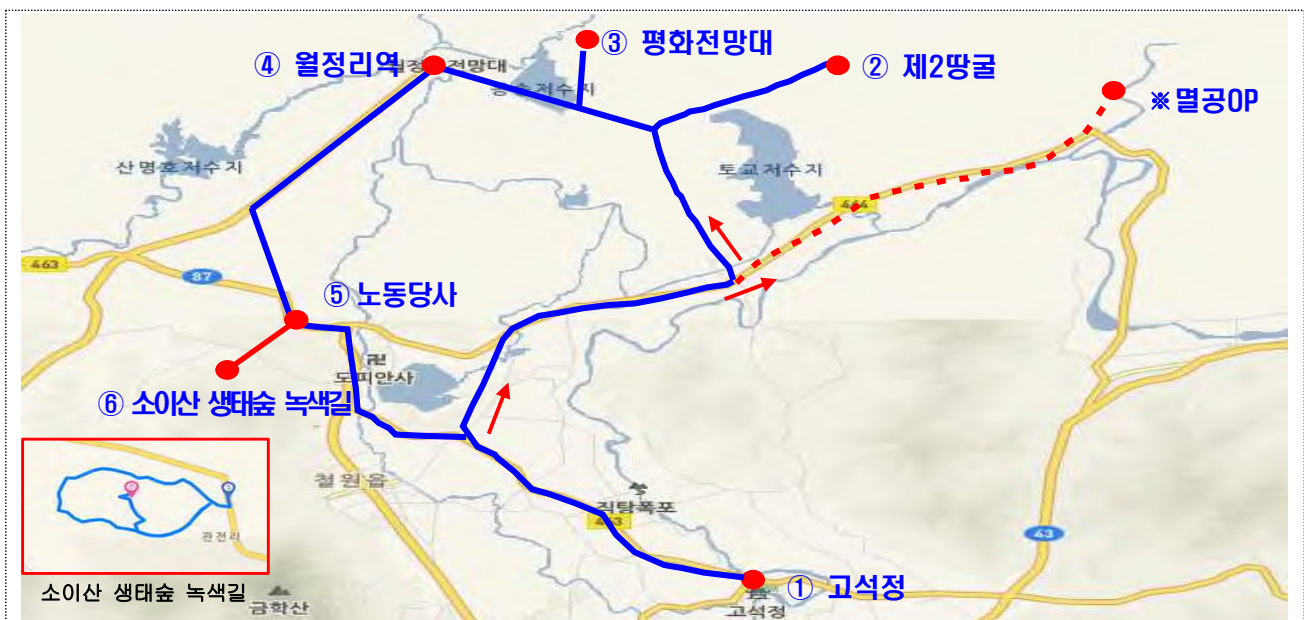 ③ 평화전망대
④ 월정리역
② 제2땅굴
※멸공OP
전망대
산명호저수지
토교저수지
464
463
87
⑤ 노동당사
도피안사
⑥ 소이산 생태숲 녹색길
철원읍
직탕폭포
463
43
관전리
① 고석정
고석정
소이산 생태숲 녹색길
금학산